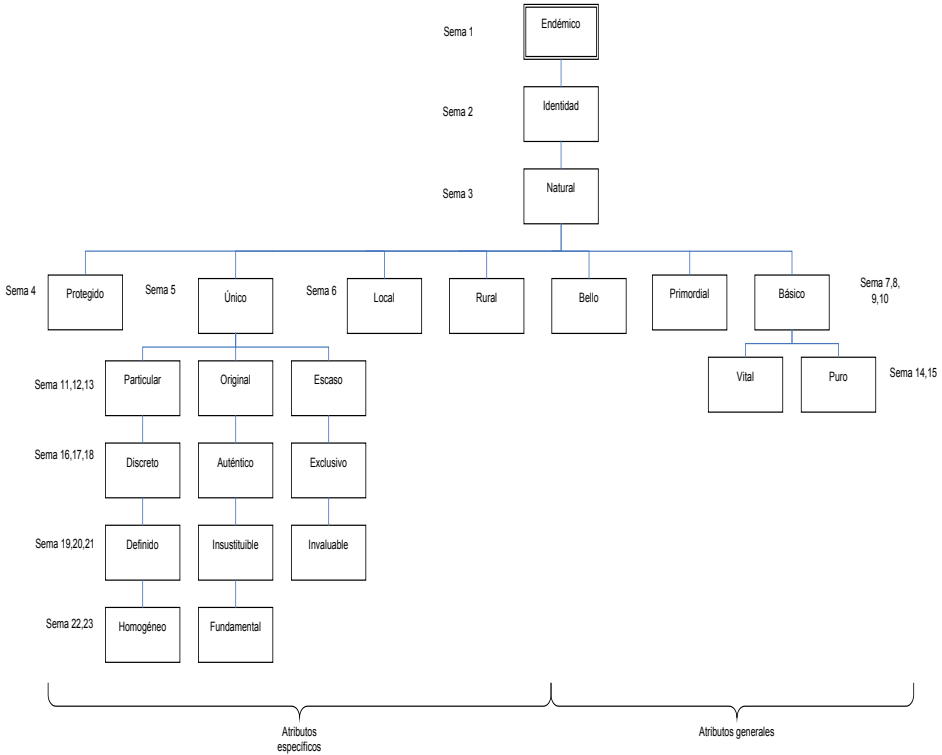 Sema 1
Endémico
Sema 2
Identidad
Sema 3
Natural
Sema 4
Protegido
Sema 5
Único
Sema 6
Local
Rural
Bello
Primordial
Básico
Sema 7,8,
9,10
Sema 11,12,13
Particular
Original
Escaso
Vital
Puro
Sema 14,15
Sema 16,17,18
Discreto
Auténtico
Exclusivo
Sema 19,20,21
Definido
Insustituible
Invaluable
Sema 22,23
Homogéneo
Fundamental
Atributos
específicos
Atributos generales